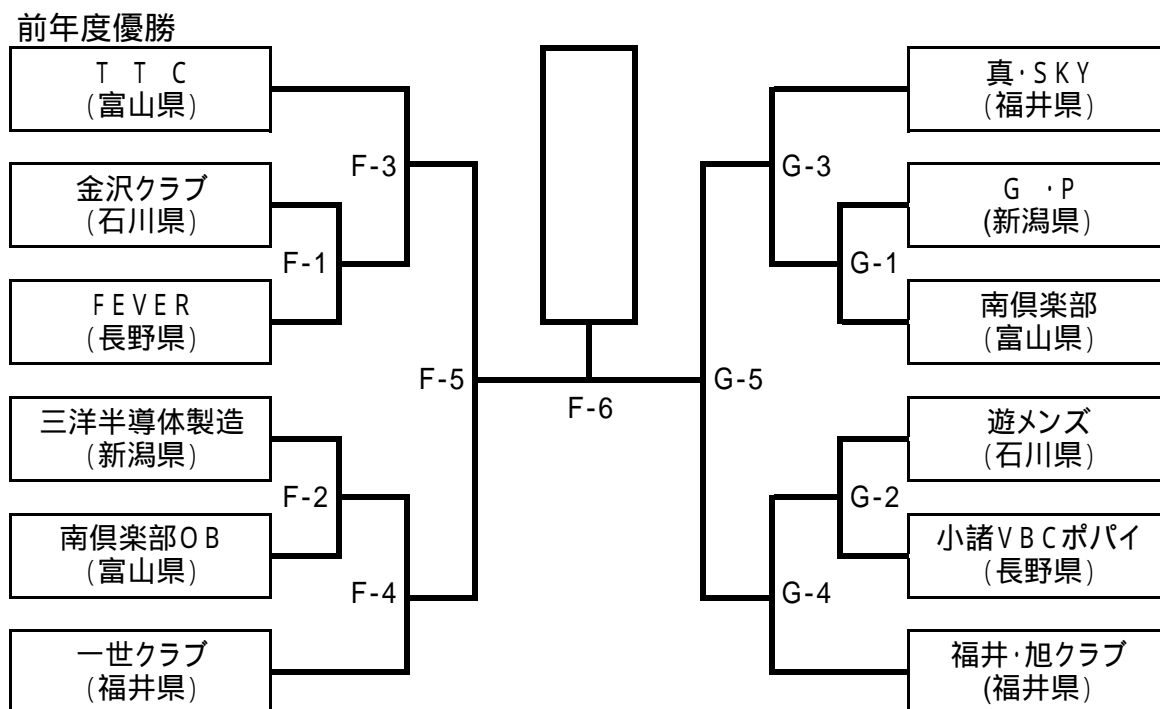 前年度優勝
T T C
(富山県)
金沢クラブ
(石川県)
FEVER
(長野県)
三洋半導体製造
(新潟県)
南倶楽部OB
(富山県)
一世クラブ
(福井県)
F-3
F-1
F-5
F-2
F-4
F-6
G-3
G-1
G-5
G-2
G-4
真・SKY
(福井県)
G ・P
(新潟県)
南倶楽部
(富山県)
遊メンズ
(石川県)
小諸VBCポパイ
(長野県)
福井・旭クラブ
(福井県)